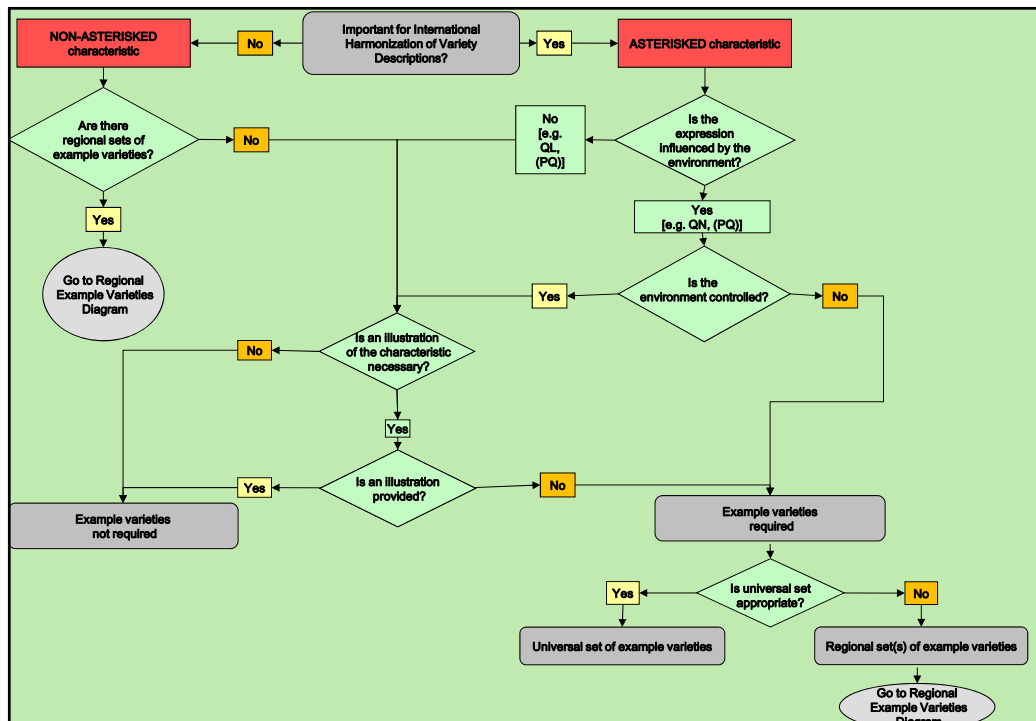 Important for International
Harmonization of Variety
Descriptions?
NON-ASTERISKED
characteristic
No
Yes
ASTERISKED characteristic
Are there
regional sets of
example varieties?
No
No
[e.g.
QL,
(PQ)]
Is the
expression
influenced by the
environment?
Yes
Yes
[e.g. QN, (PQ)]
Go to Regional
Example Varieties
Diagram
Yes
Is the
environment controlled?
No
No
Is an illustration
of the characteristic
necessary?
Yes
Yes
Is an illustration
provided?
No
Example varieties
not required
Example varieties
required
Yes
Is universal set
appropriate?
No
Universal set of example varieties
Regional set(s) of example varieties
Go to Regional
Example Varieties
Diagram